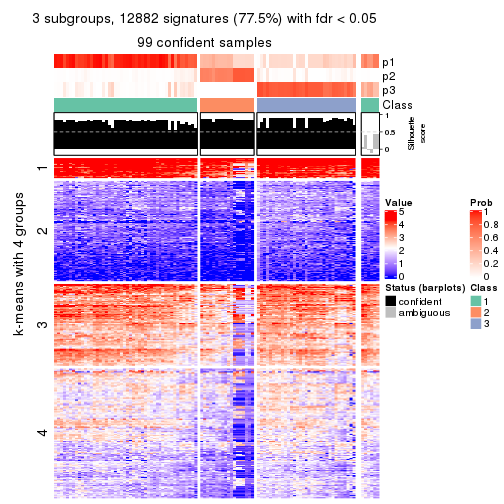 3 subgroups, 12882 signatures (77.5%) with fdr < 0.05
99 confident samples
p1
p2
p3
Class
1
0.5
0
Silhouette
score
k-means with 4 groups
1
2
3
4
Value
5
4
3
2
1
0
Prob
1
0.8
0.6
0.4
0.2
0
Status (barplots)
confident
ambiguous
Class
1
2
3